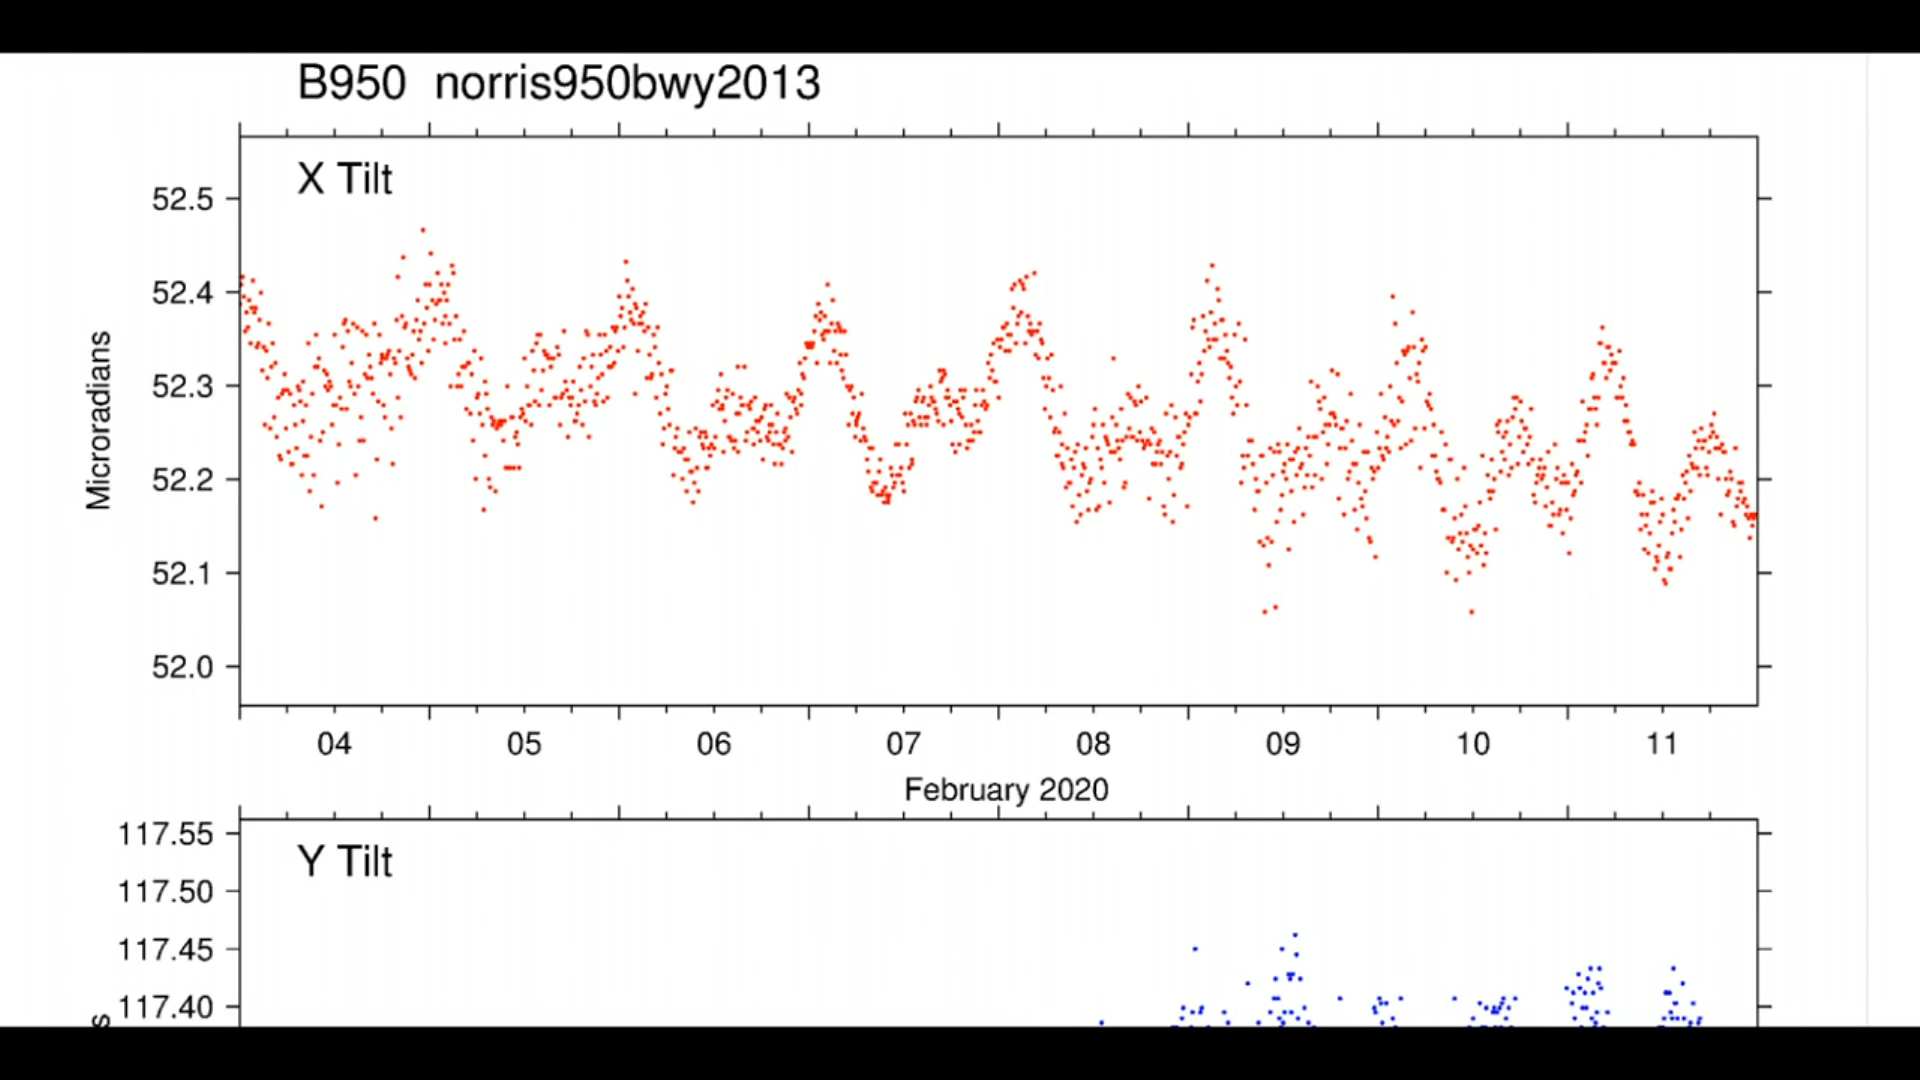 B950 norris950bwy2013
X Tilt
52.5
52.4
52.3
52.2
52.1
52.0
Microradians
04 05 06 07 08 09 10 11
February 2020
Y Tilt
117.55
117.50
117.45
117.40
s